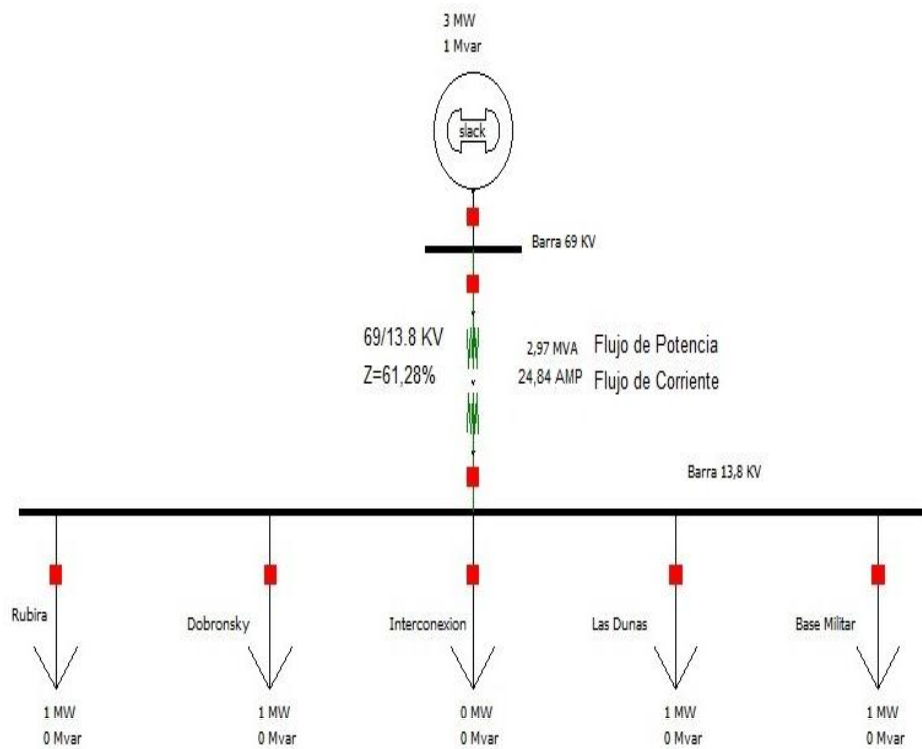 3 MW
1 Mvar
slack
Barra 69 KV
69/13.8 KV
2,97 MVA Flujo de Potencia
Z=61,28%
24,84 AMP Flujo de Corriente
Barra 13,8 KV
Rubira
Dobronsky
Interconexion
Las Dunas
Base Militar
1 MW
1 MW
0 MW
1 MW
1 MW
0 Mvar
0 Mvar
0 Mvar
0 Mvar
0 Mvar